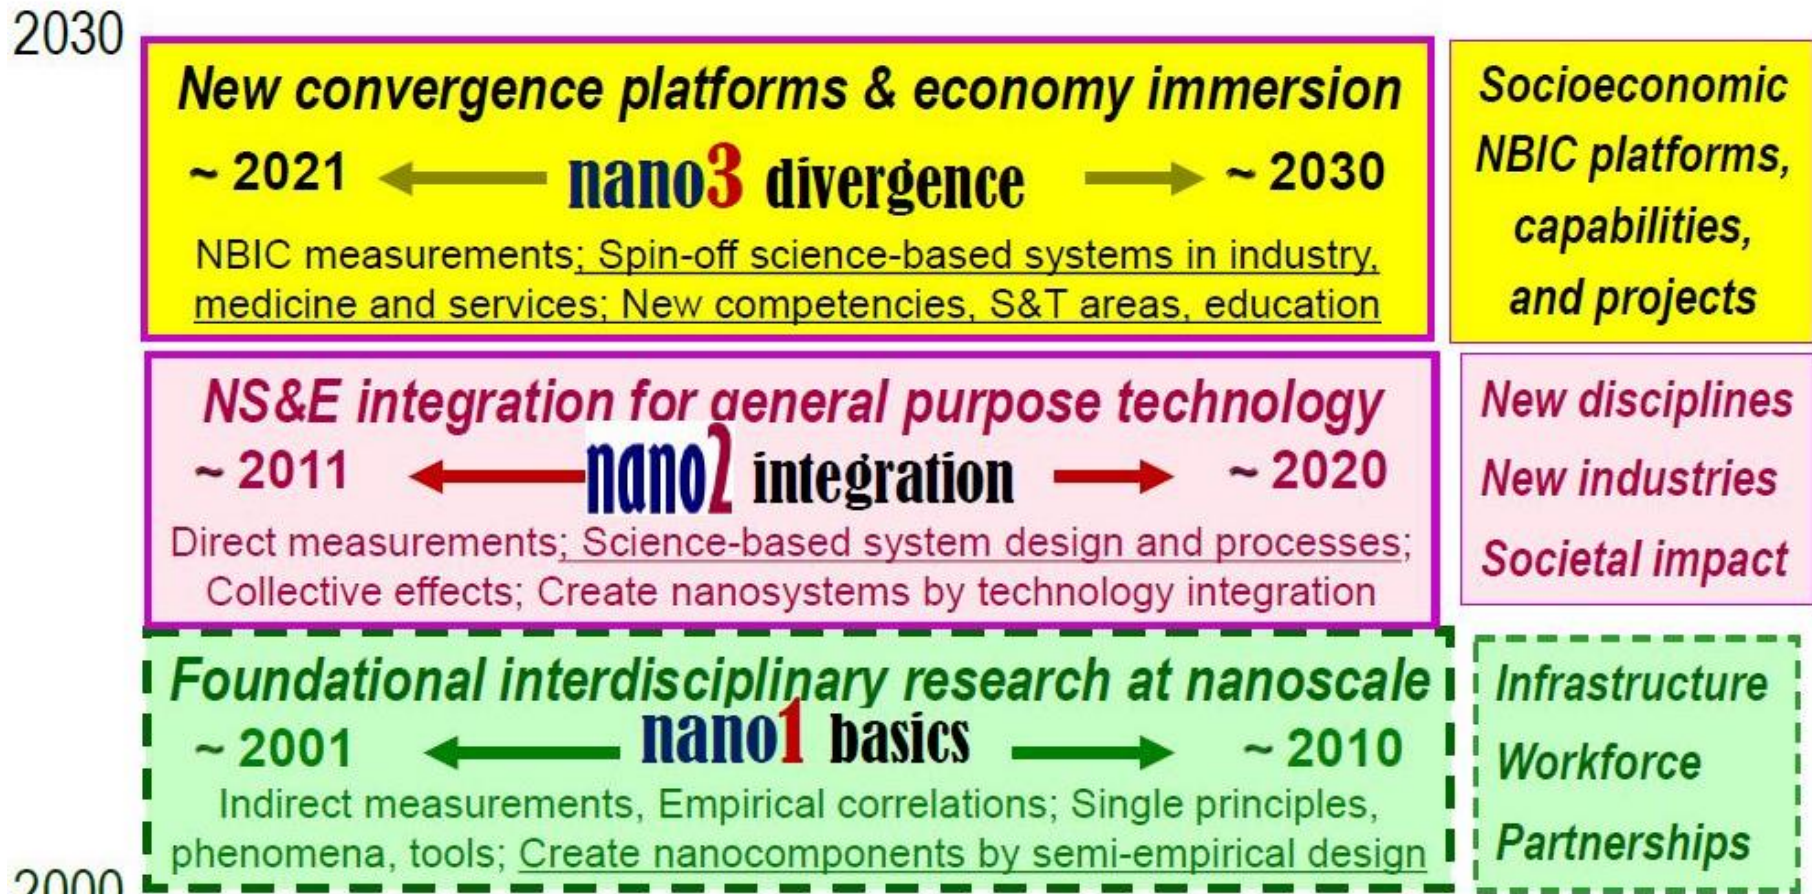 2030
New convergence platforms & economy immersion
~ 2021 nano3 divergence ~ 2030
NBIC measurements; Spin-off science-based systems in industry,
medicine and services; New competencies, S&T areas, education
Socioeconomic
NBIC platforms,
capabilities,
and projects
NS&E integration for general purpose technology
~ 2011 nano2 integration ~ 2020
Direct measurements; Science-based system design and processes;
Collective effects; Create nanosystems by technology integration
New disciplines
New industries
Societal impact
Foundational interdisciplinary research at nanoscale
~ 2001 nano1 basics ~ 2010
Indirect measurements, Empirical correlations; Single principles,
phenomena, tools; Create nanocomponents by semi-empirical design
Infrastructure
Workforce
Partnerships
2000